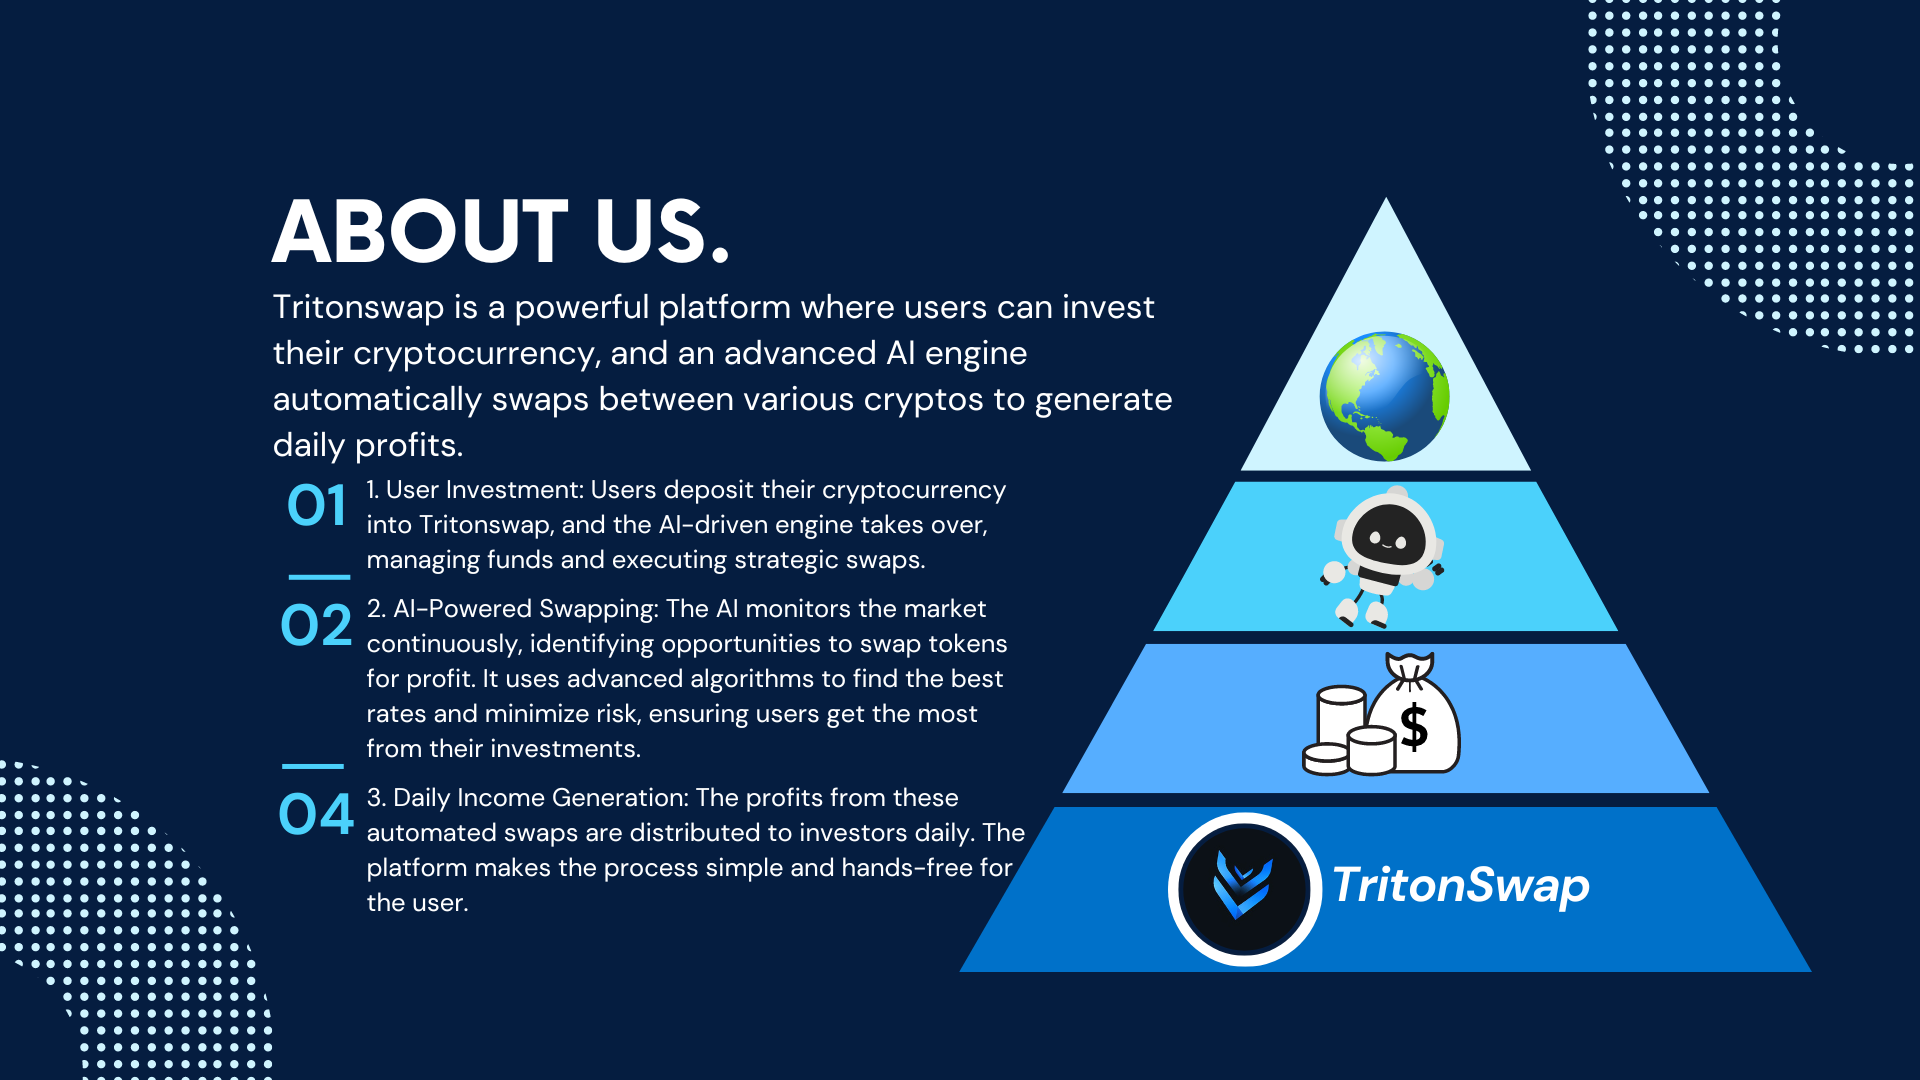 ABOUT US.
Tritonswap is a powerful platform where users can invest
their cryptocurrency, and an advanced AI engine
automatically swaps between various cryptos to generate
daily profits.
01
1. User Investment: Users deposit their cryptocurrency
into Tritonswap, and the AI-driven engine takes over,
managing funds and executing strategic swaps.
02
2. AI-Powered Swapping: The AI monitors the market
continuously, identifying opportunities to swap tokens
for profit. It uses advanced algorithms to find the best
rates and minimize risk, ensuring users get the most
from their investments.
04
3. Daily Income Generation: The profits from these
automated swaps are distributed to investors daily. The
platform makes the process simple and hands-free for
the user.
$
TritonSwap